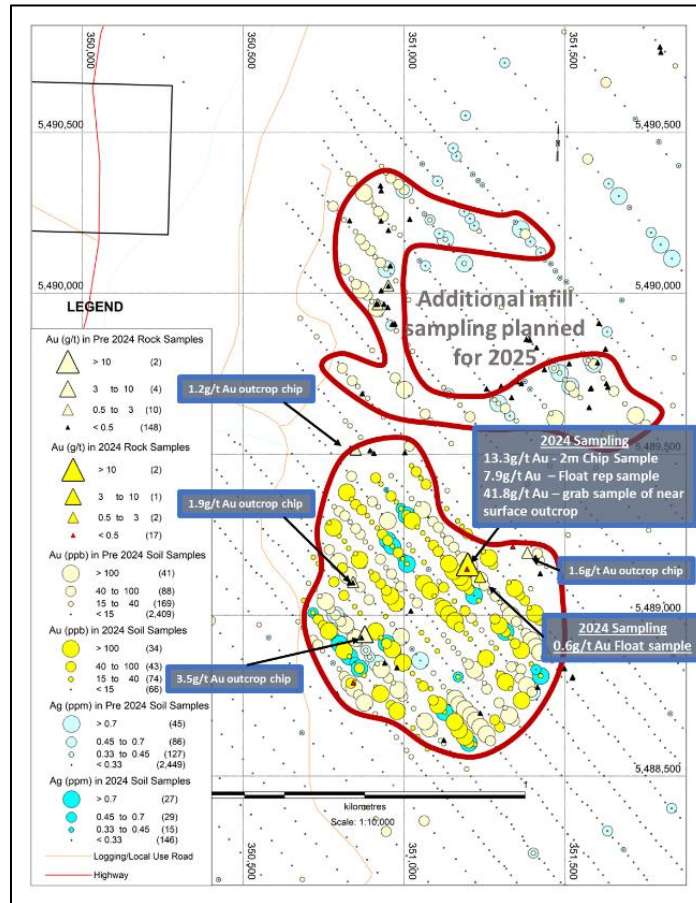 350,000
350,500
351,000
351,500
5,490,500
5,490,500
N
5,490,000
5,490,000
Additional infill
sampling planned
for 2025
LEGEND
Au (g/t) in Pre 2024 Rock Samples
> 10 (2)
3 to 10 (4)
0.5 to 3 (10)
< 0.5 (148)
Au (g/t) in 2024 Rock Samples
> 10 (2)
3 to 10 (1)
0.5 to 3 (2)
< 0.5 (17)
Au (ppb) in Pre 2024 Soil Samples
> 100 (41)
40 to 100 (88)
15 to 40 (169)
< 15 (2,409)
Au (ppb) in 2024 Soil Samples
> 100 (34)
40 to 100 (43)
15 to 40 (74)
< 15 (66)
Ag (ppm) in Pre 2024 Soil Samples
> 0.7 (45)
0.45 to 0.7 (86)
0.33 to 0.45 (127)
< 0.33 (2,449)
Ag (ppm) in 2024 Soil Samples
> 0.7 (27)
0.45 to 0.7 (29)
0.33 to 0.45 (15)
< 0.33 (146)
Logging/Local Use Road
Highway
1.2g/t Au outcrop chip
5,489,500
2024 Sampling
13.3g/t Au - 2m Chip Sample
7.9g/t Au – Float rep sample
41.8g/t Au – grab sample of near
surface outcrop
1.9g/t Au outcrop chip
1.6g/t Au outcrop chip
5,489,000
2024 Sampling
0.6g/t Au Float sample
3.5g/t Au outcrop chip
5,488,500
kilometres
Scale: 1:10,000
350,500
351,000
351,500